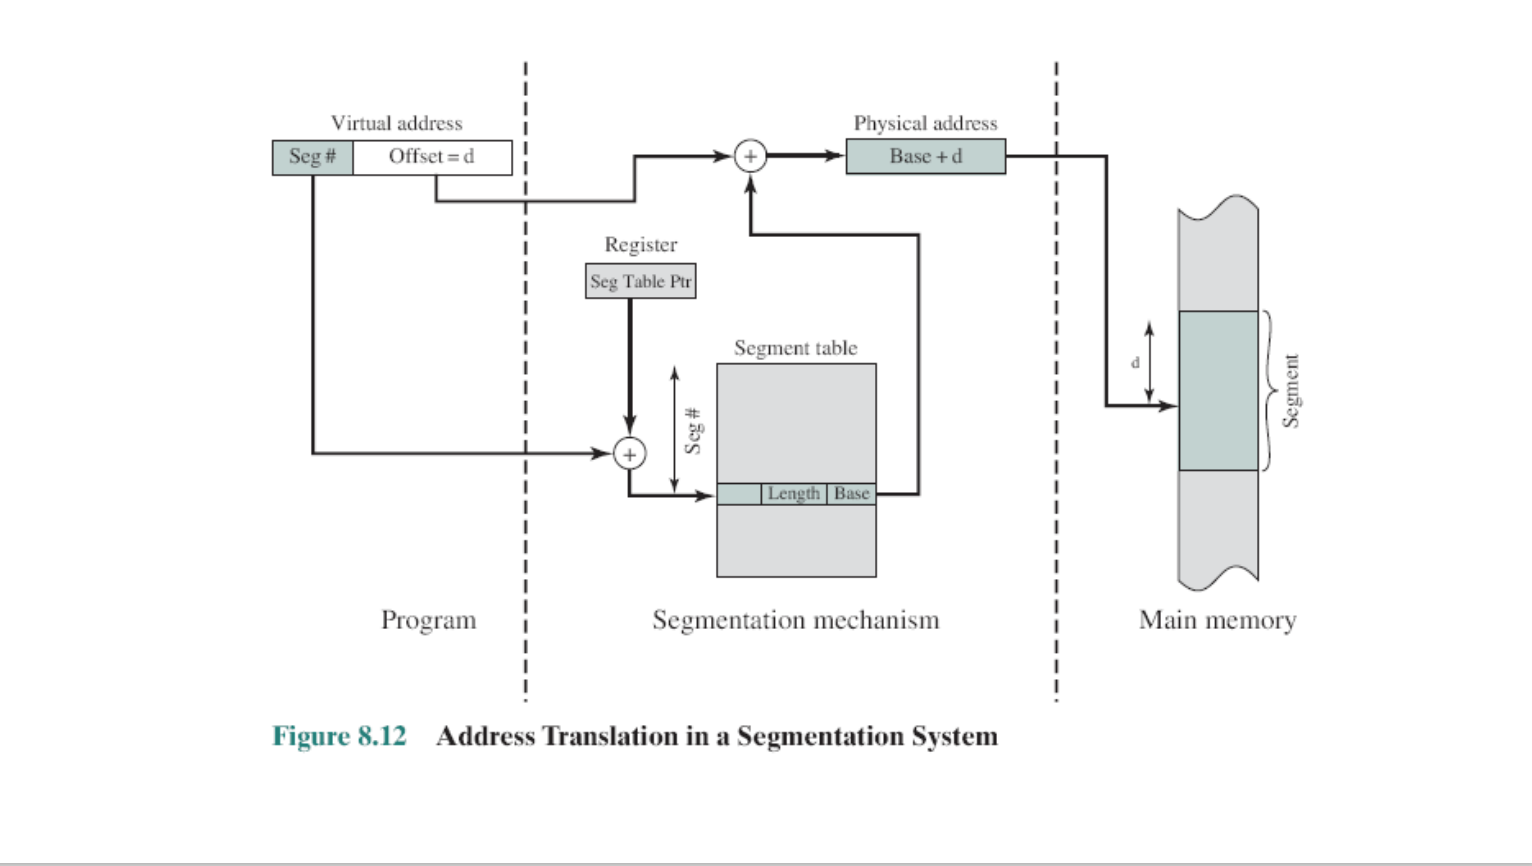 Virtual address
Seg #
Offset = d
+
Physical address
Base + d
Register
Seg Table Ptr
Segment table
Seg #
+
Length
Base
d
Segment
Program
Segmentation mechanism
Main memory
Figure 8.12 Address Translation in a Segmentation System